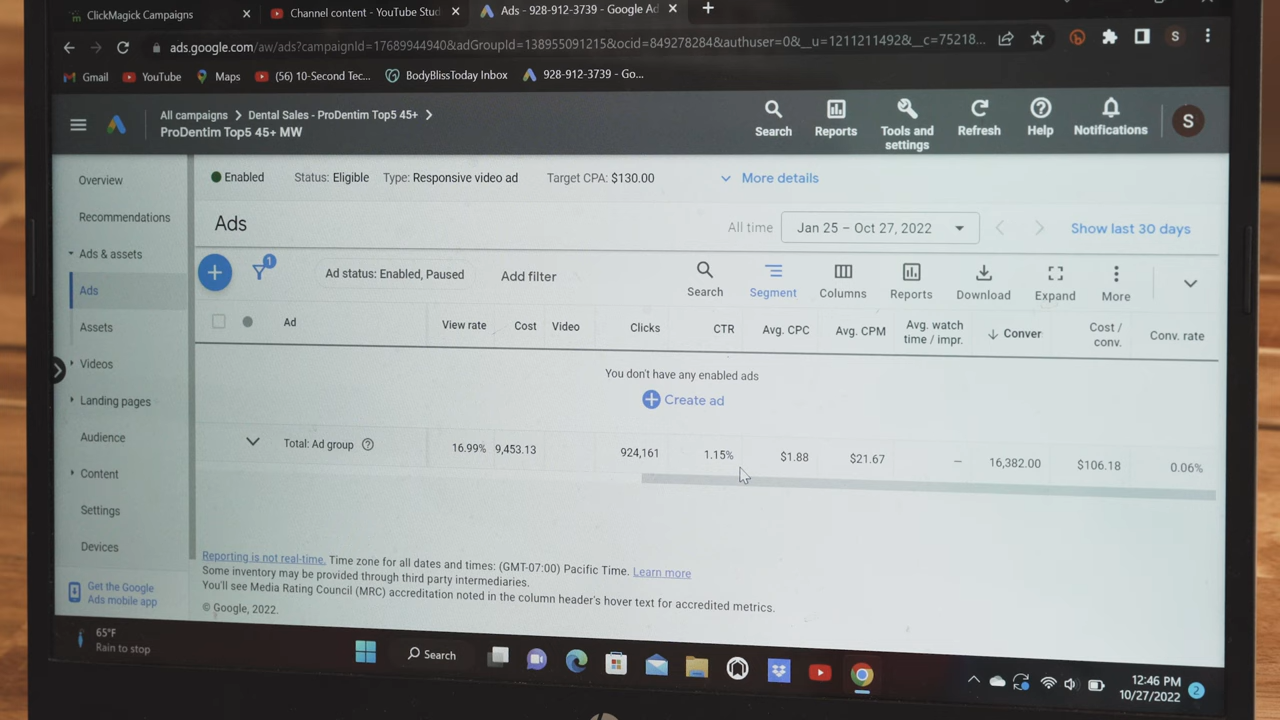 ClickMagick Campaigns
Channel content - YouTube Stud
Ads - 928-912-3739 - Google Ad
ads.google.com/aw/ads?campaignId=17689944940&adGroupId=138955091215&ocid=849278284&authuser=0&__u=1211211492&__c=75218...
S
Gmail
YouTube
Maps
(56) 10-Second Tec...
BodyBlissToday Inbox
928-912-3739 - Go...
All campaigns
Dental Sales - ProDentim Top5 45+
ProDentim Top5 45+ MW
Search
Reports
Tools and settings
Refresh
Help
Notifications
S
Overview
Recommendations
Ads & assets
Ads
Assets
Videos
Landing pages
Audience
Content
Settings
Devices
Get the Google
Ads mobile app
Enabled
Status: Eligible
Type: Responsive video ad
Target CPA: $130.00
More details
Ads
All time
Jan 25 – Oct 27, 2022
Show last 30 days
1
Ad status: Enabled, Paused
Add filter
Search
Segment
Columns
Reports
Download
Expand
More
Ad
View rate
Cost
Video
Clicks
CTR
Avg. CPC
Avg. CPM
Avg. watch
time / impr.
Conver
Cost /
conv.
Conv. rate
You don't have any enabled ads
Create ad
Total: Ad group
16.99%
9,453.13
924,161
1.15%
$1.88
$21.67
–
16,382.00
$106.18
0.06%
Reporting is not real-time. Time zone for all dates and times: (GMT-07:00) Pacific Time. Learn more
Some inventory may be provided through third party intermediaries.
You'll see Media Rating Council (MRC) accreditation noted in the column header's hover text for accredited metrics.
© Google, 2022.
65°F
Rain to stop
Search
12:46 PM
10/27/2022
2